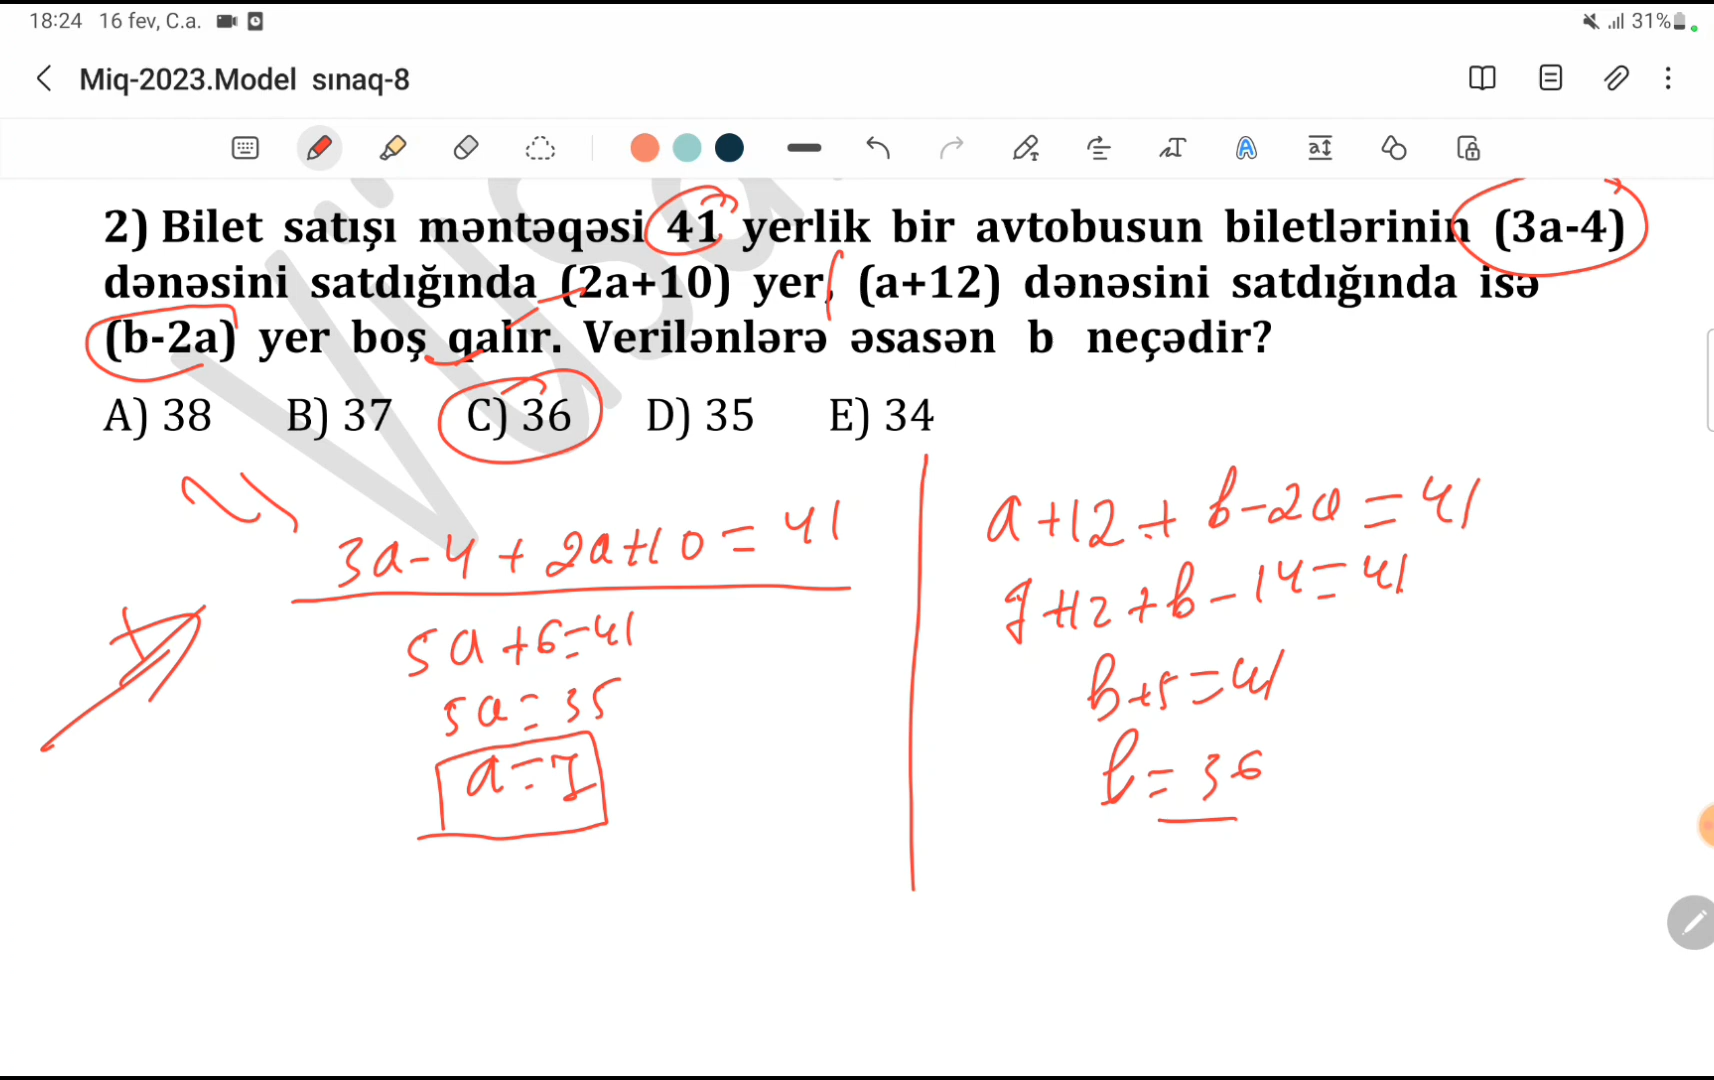 18:24 16 fev, C.a. 31%
Miq-2023.Model sınaq-8
2) Bilet satışı məntəqəsi 41 yerlik bir avtobusun biletlərinin (3a-4)
dənəsini satdığında (2a+10) yer, (a+12) dənəsini satdığında isə
(b-2a) yer boş qalır. Verilənlərə əsasən b neçədir?
A) 38 B) 37 C) 36 D) 35 E) 34
3a-4+2a+10=41
5a+6=41
5a=35
a=7
a+12+b-2a=41
7+12+b-14=41
b+5=41
b=36